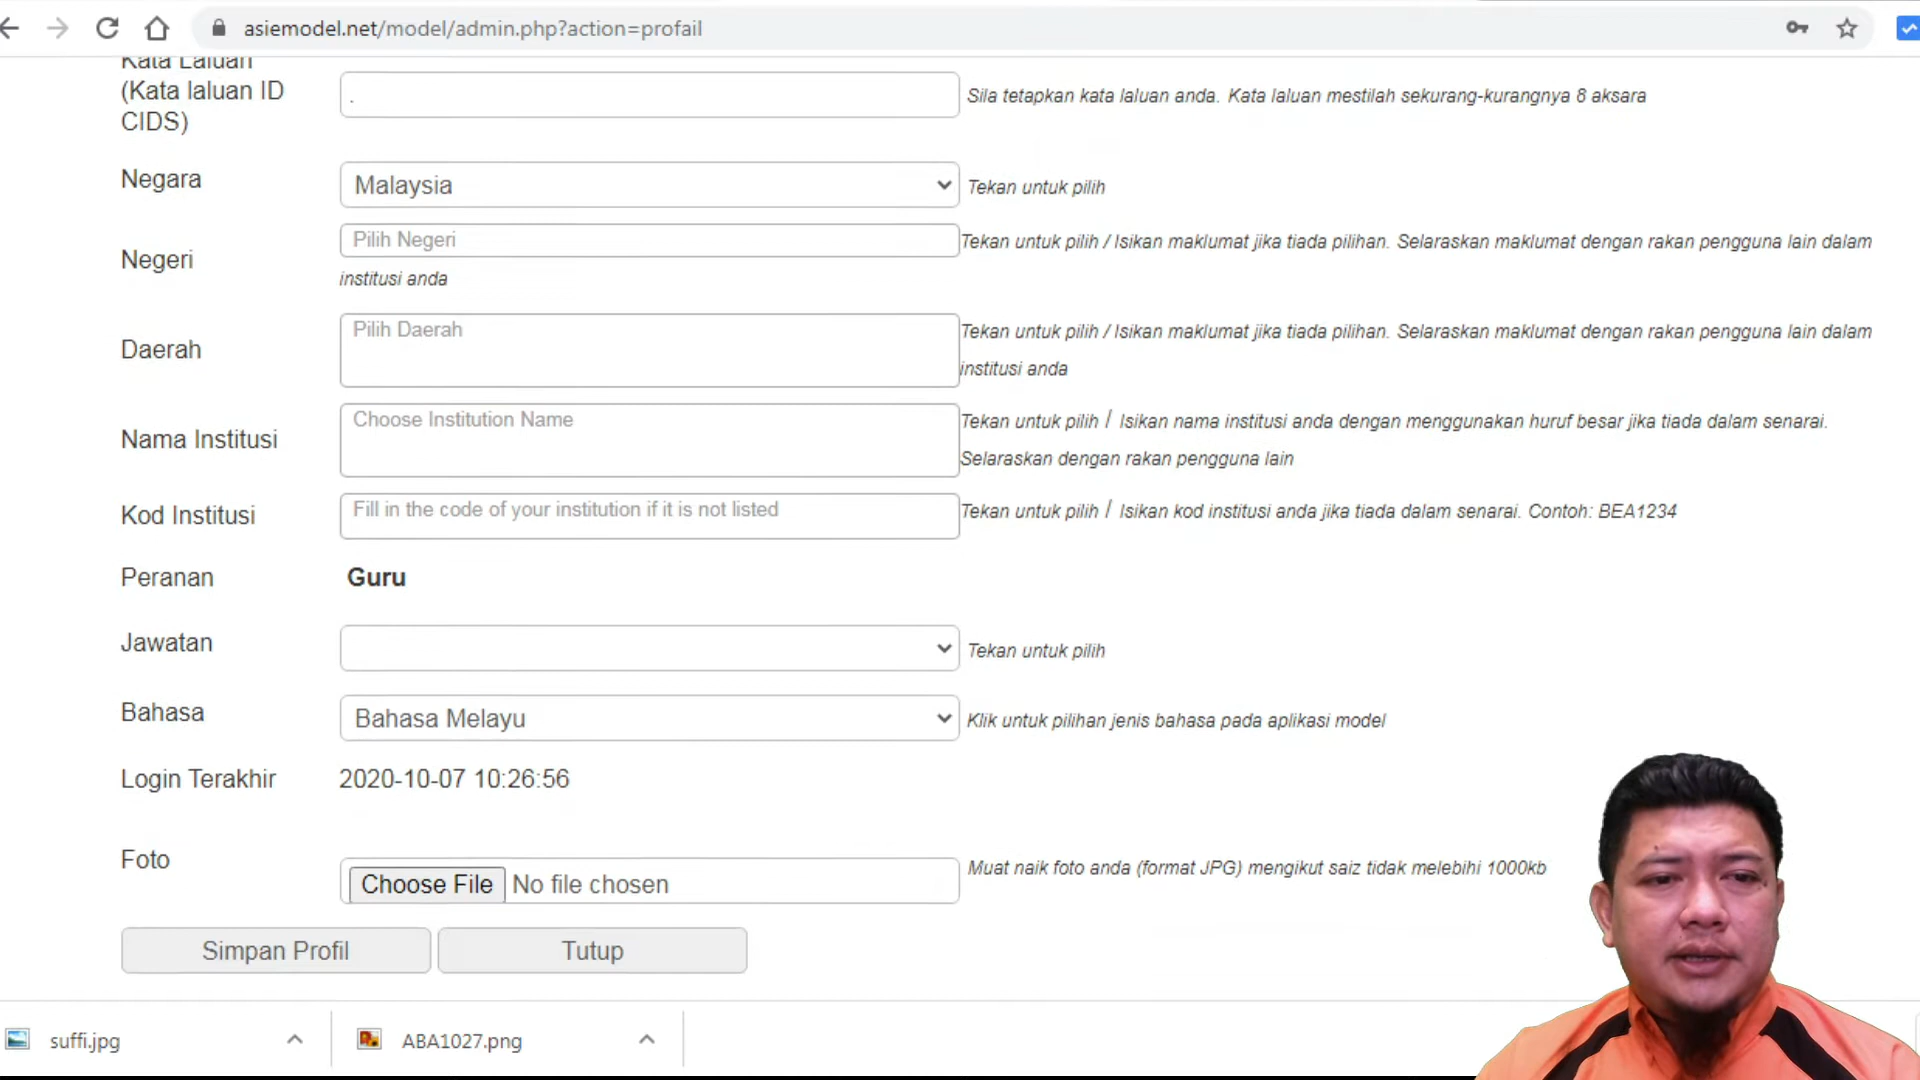 asiemodel.net/model/admin.php?action=profail
Kata Laluan
(Kata laluan ID
CIDS)
.
Sila tetapkan kata laluan anda. Kata laluan mestilah sekurang-kurangnya 8 aksara
Negara
Malaysia
Tekan untuk pilih
Negeri
Pilih Negeri
Tekan untuk pilih / Isikan maklumat jika tiada pilihan. Selaraskan maklumat dengan rakan pengguna lain dalam
institusi anda
Daerah
Pilih Daerah
Tekan untuk pilih / Isikan maklumat jika tiada pilihan. Selaraskan maklumat dengan rakan pengguna lain dalam
institusi anda
Nama Institusi
Choose Institution Name
Tekan untuk pilih / Isikan nama institusi anda dengan menggunakan huruf besar jika tiada dalam senarai.
Selaraskan dengan rakan pengguna lain
Kod Institusi
Fill in the code of your institution if it is not listed
Tekan untuk pilih / Isikan kod institusi anda jika tiada dalam senarai. Contoh: BEA1234
Peranan
Guru
Jawatan
Tekan untuk pilih
Bahasa
Bahasa Melayu
Klik untuk pilihan jenis bahasa pada aplikasi model
Login Terakhir
2020-10-07 10:26:56
Foto
Choose File No file chosen
Muat naik foto anda (format JPG) mengikut saiz tidak melebihi 1000kb
Simpan Profil
Tutup
suffi.jpg
ABA1027.png